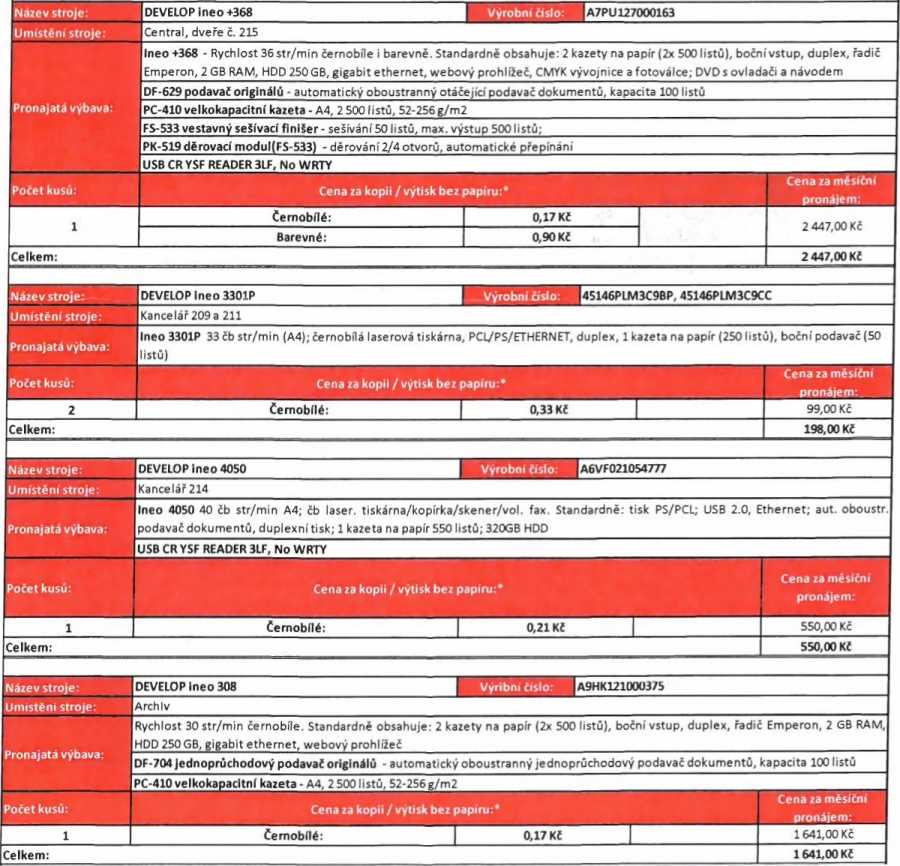 Název stroje: DEVELOP ineo +368 Výrobní číslo: A7PU127000163
Umístění stroje: Central, dveře č. 215
Pronajatá výbava:
Ineo +368 - Rychlost 36 str/min černobíle i barevně. Standardně obsahuje: 2 kazety na papír (2x 500 listů), boční vstup, duplex, řadič
Emperon, 2 GB RAM, HDD 250 GB, gigabit ethernet, webový prohlížeč, CMYK vývojnice a fotoválce; DVD s ovladači a návodem
DF-629 podavač originálů - automatický oboustranný otáčející podavač dokumentů, kapacita 100 listů
PC-410 velkokapacitní kazeta - A4, 2 500 listů, 52-256 g/m2
FS-533 vestavný sešívací finišer - sešívání 50 listů, max. výstup 500 listů;
PK-519 děrovací modul(FS-533) - děrování 2/4 otvorů, automatické přepínání
USB CR YSF READER 3LF, No WRTY
Počet kusů: Cena za kopii / výtisk bez papíru:* Cena za měsíční
pronájem:
1 Černobílé: 0,17 Kč 2 447,00 Kč
Barevné: 0,90 Kč
Celkem: 2 447,00 Kč
Název stroje: DEVELOP ineo 3301P Výrobní číslo: 45146PLM3C9BP, 45146PLM3C9CC
Umístění stroje: Kancelář 209 a 211
Pronajatá výbava:
Ineo 3301P 33 čb str/min (A4); černobílá laserová tiskárna, PCL/PS/ETHERNET, duplex, 1 kazeta na papír (250 listů), boční podavač (50
listů)
Počet kusů: Cena za kopii / výtisk bez papíru:* Cena za měsíční
pronájem:
2 Černobílé: 0,33 Kč 99,00 Kč
Celkem: 198,00 Kč
Název stroje: DEVELOP ineo 4050 Výrobní číslo: A6VF021054777
Umístění stroje: Kancelář 214
Pronajatá výbava:
Ineo 4050 40 čb str/min A4; čb laser. tiskárna/kopírka/skener/vol. fax. Standardně: tisk PS/PCL; USB 2.0, Ethernet; aut. oboustr.
podavač dokumentů, duplexní tisk; 1 kazeta na papír 550 listů; 320GB HDD
USB CR YSF READER 3LF, No WRTY
Počet kusů: Cena za kopii / výtisk bez papíru:* Cena za měsíční
pronájem:
1 Černobílé: 0,21 Kč 550,00 Kč
Celkem: 550,00 Kč
Název stroje: DEVELOP ineo 308 Výribní číslo: A9HK121000375
Umístění stroje: Archiv
Pronajatá výbava:
Rychlost 30 str/min černobíle. Standardně obsahuje: 2 kazety na papír (2x 500 listů), boční vstup, duplex, řadič Emperon, 2 GB RAM,
HDD 250 GB, gigabit ethernet, webový prohlížeč
DF-704 jednoprůchodový podavač originálů - automatický oboustranný jednoprůchodový podavač dokumentů, kapacita 100 listů
PC-410 velkokapacitní kazeta - A4, 2 500 listů, 52-256 g/m2
Počet kusů: Cena za kopii / výtisk bez papíru:* Cena za měsíční
pronájem:
1 Černobílé: 0,17 Kč 1 641,00 Kč
Celkem: 1 641,00 Kč